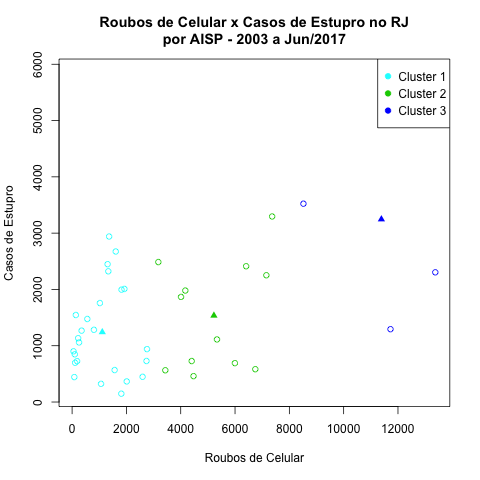 Roubos de Celular x Casos de Estupro no RJ
por AISP - 2003 a Jun/2017
Cluster 1
Cluster 2
Cluster 3
Casos de Estupro
6000
5000
4000
3000
2000
1000
0
0 2000 4000 6000 8000 10000 12000
Roubos de Celular